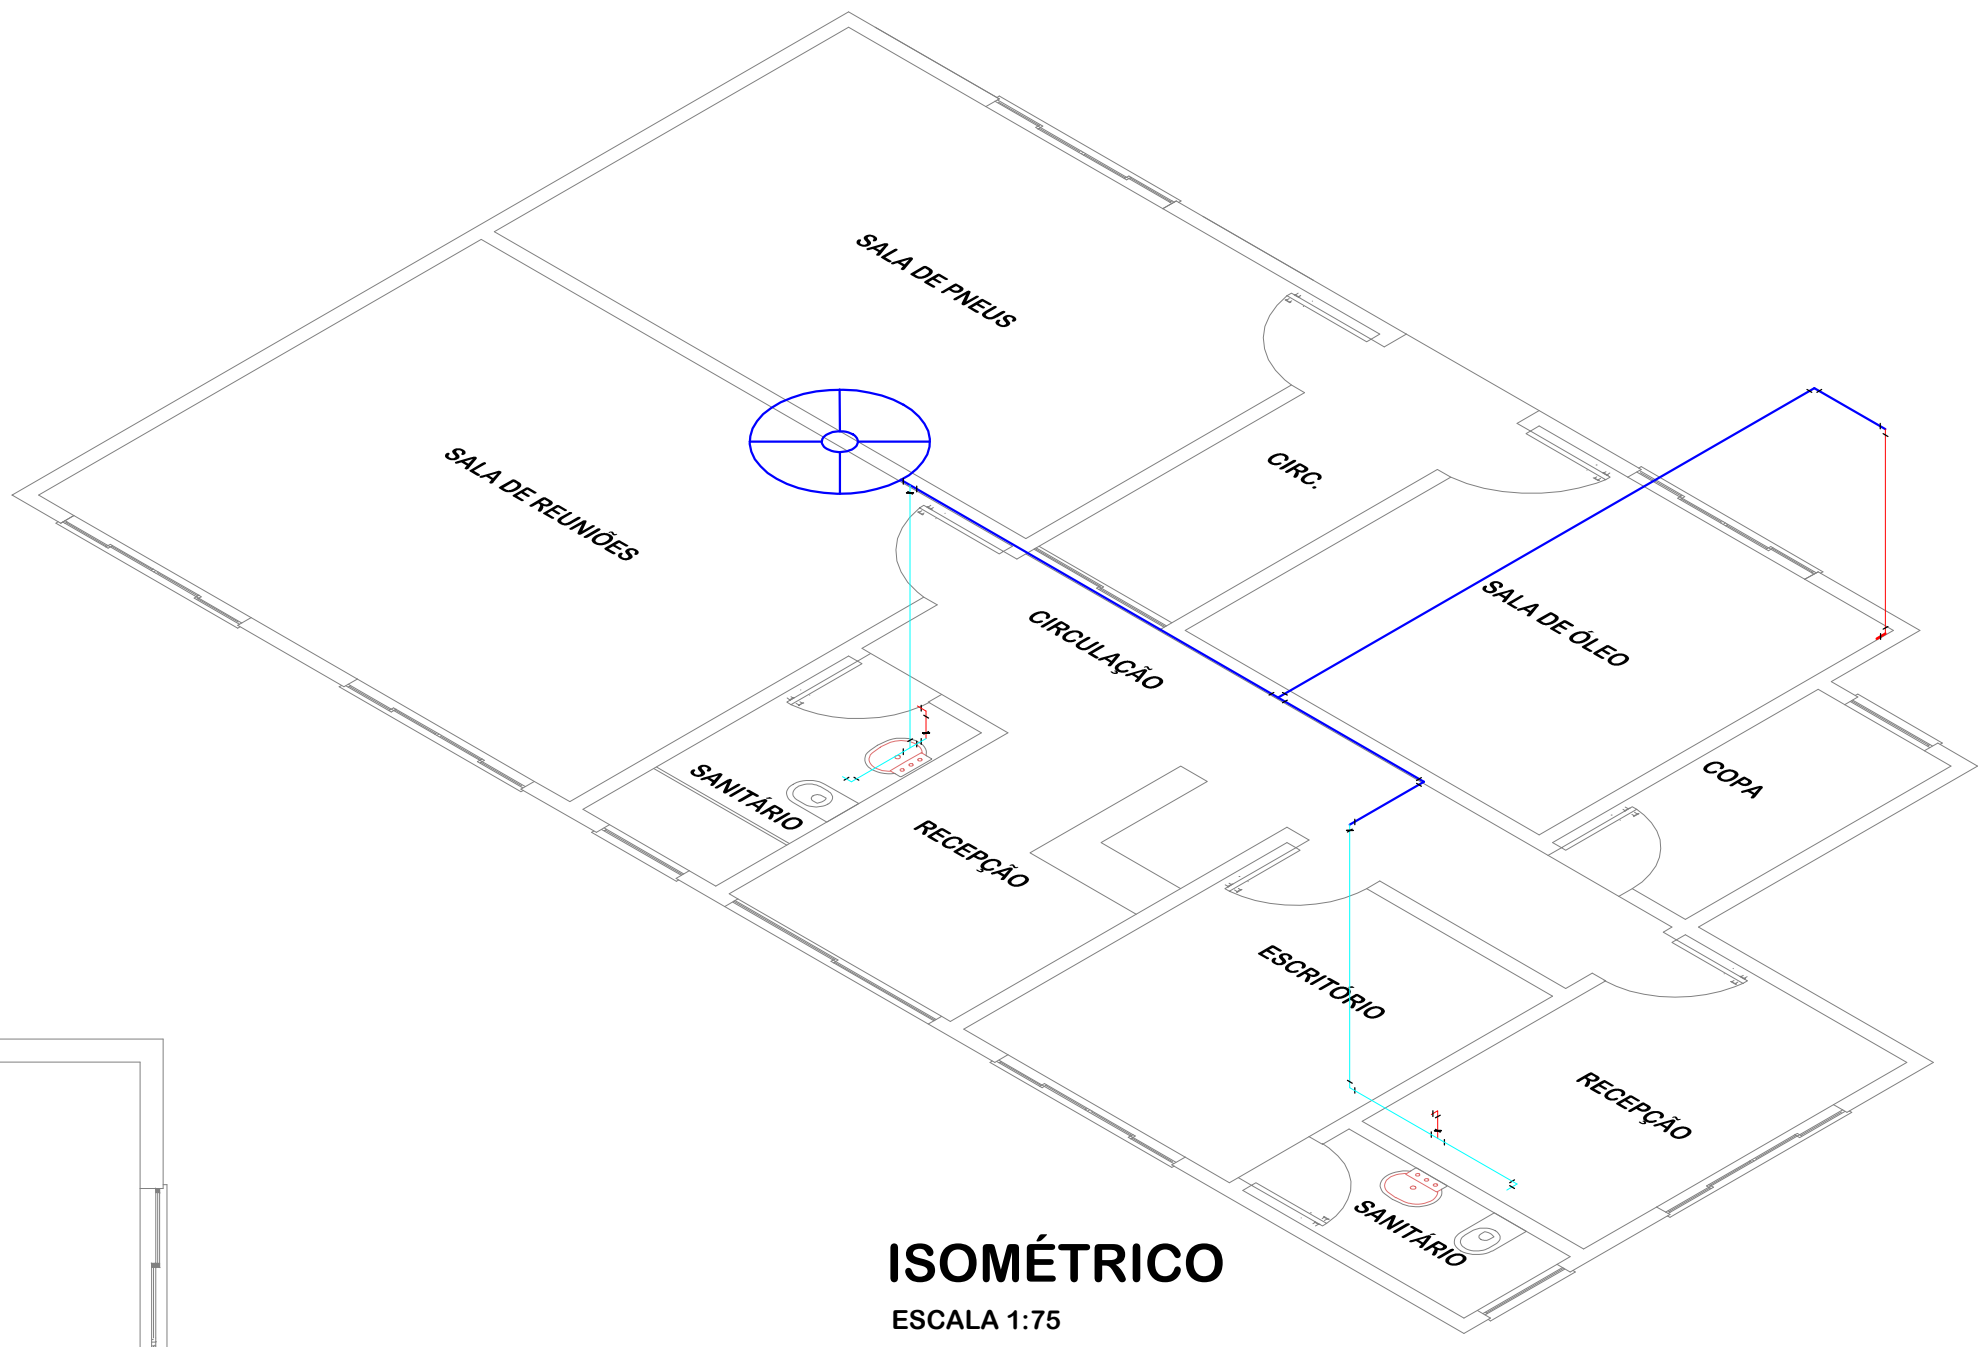 SALA DE PNEUS
SALA DE REUNIÕES
CIRC.
SALA DE ÓLEO
CIRCULAÇÃO
COPA
SANITÁRIO
RECEPÇÃO
ESCRITÓRIO
RECEPÇÃO
SANITÁRIO
ISOMÉTRICO
ESCALA 1:75